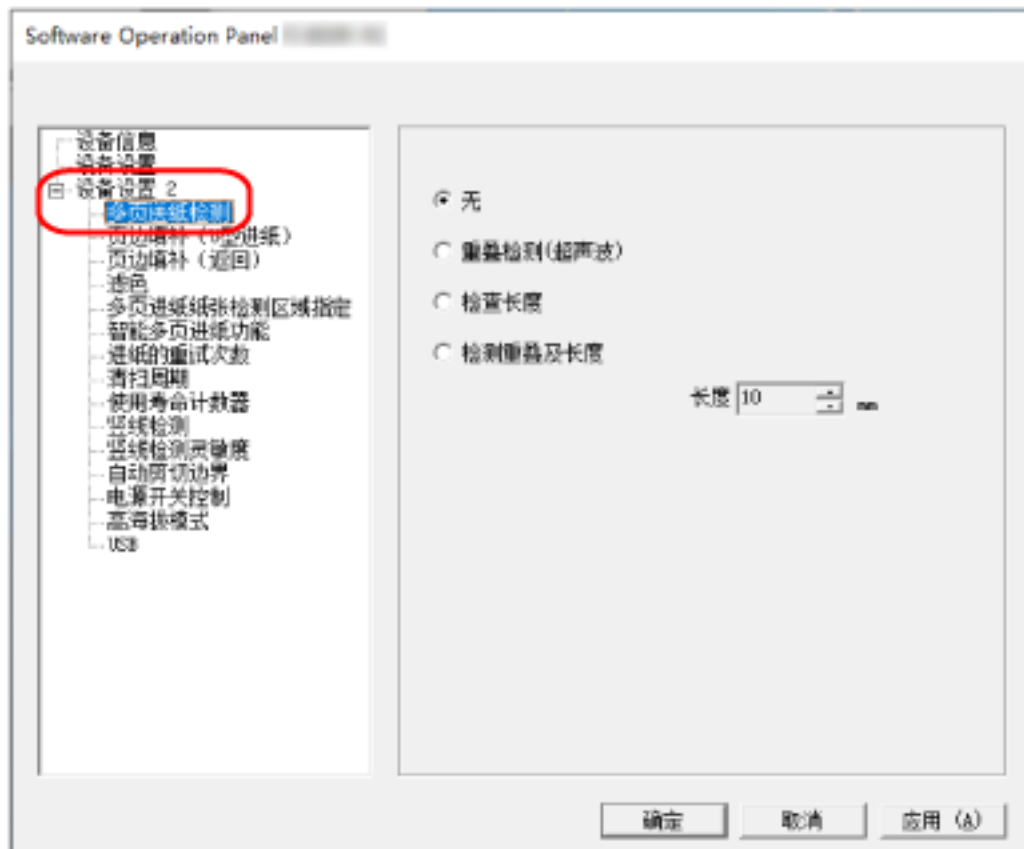 Software Operation Panel
设备信息
设备设置
设备设置 2
多页进纸检测
页边填补（U型进纸）
页边填补（返回）
滤色
多页进纸纸张检测区域指定
智能多页进纸功能
进纸的重试次数
清扫周期
使用寿命计数器
竖线检测
竖线检测灵敏度
自动剪切边界
电源开关控制
高海拔模式
USB
无
重叠检测(超声波)
检查长度
检测重叠及长度
长度 10 mm
确定 取消 应用 (A)